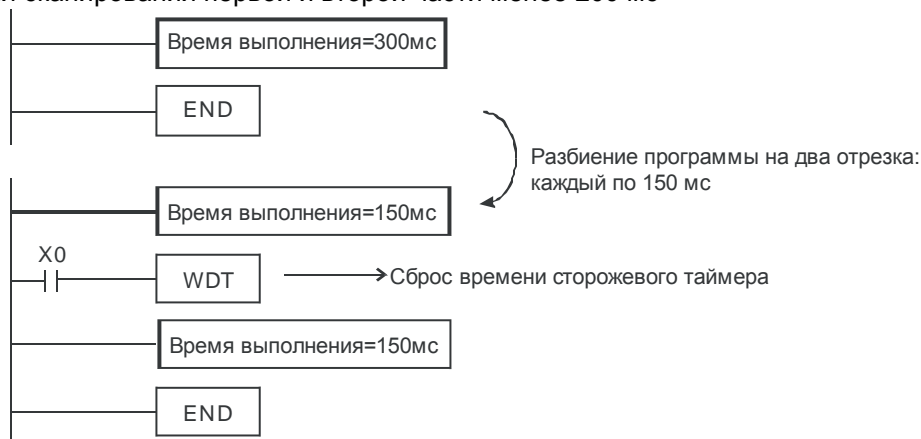 Время выполнения=300мс
END
Разбиение программы на два отрезка:
каждый по 150 мс
Время выполнения=150мс
X0
WDT
Сброс времени сторожевого таймера
Время выполнения=150мс
END